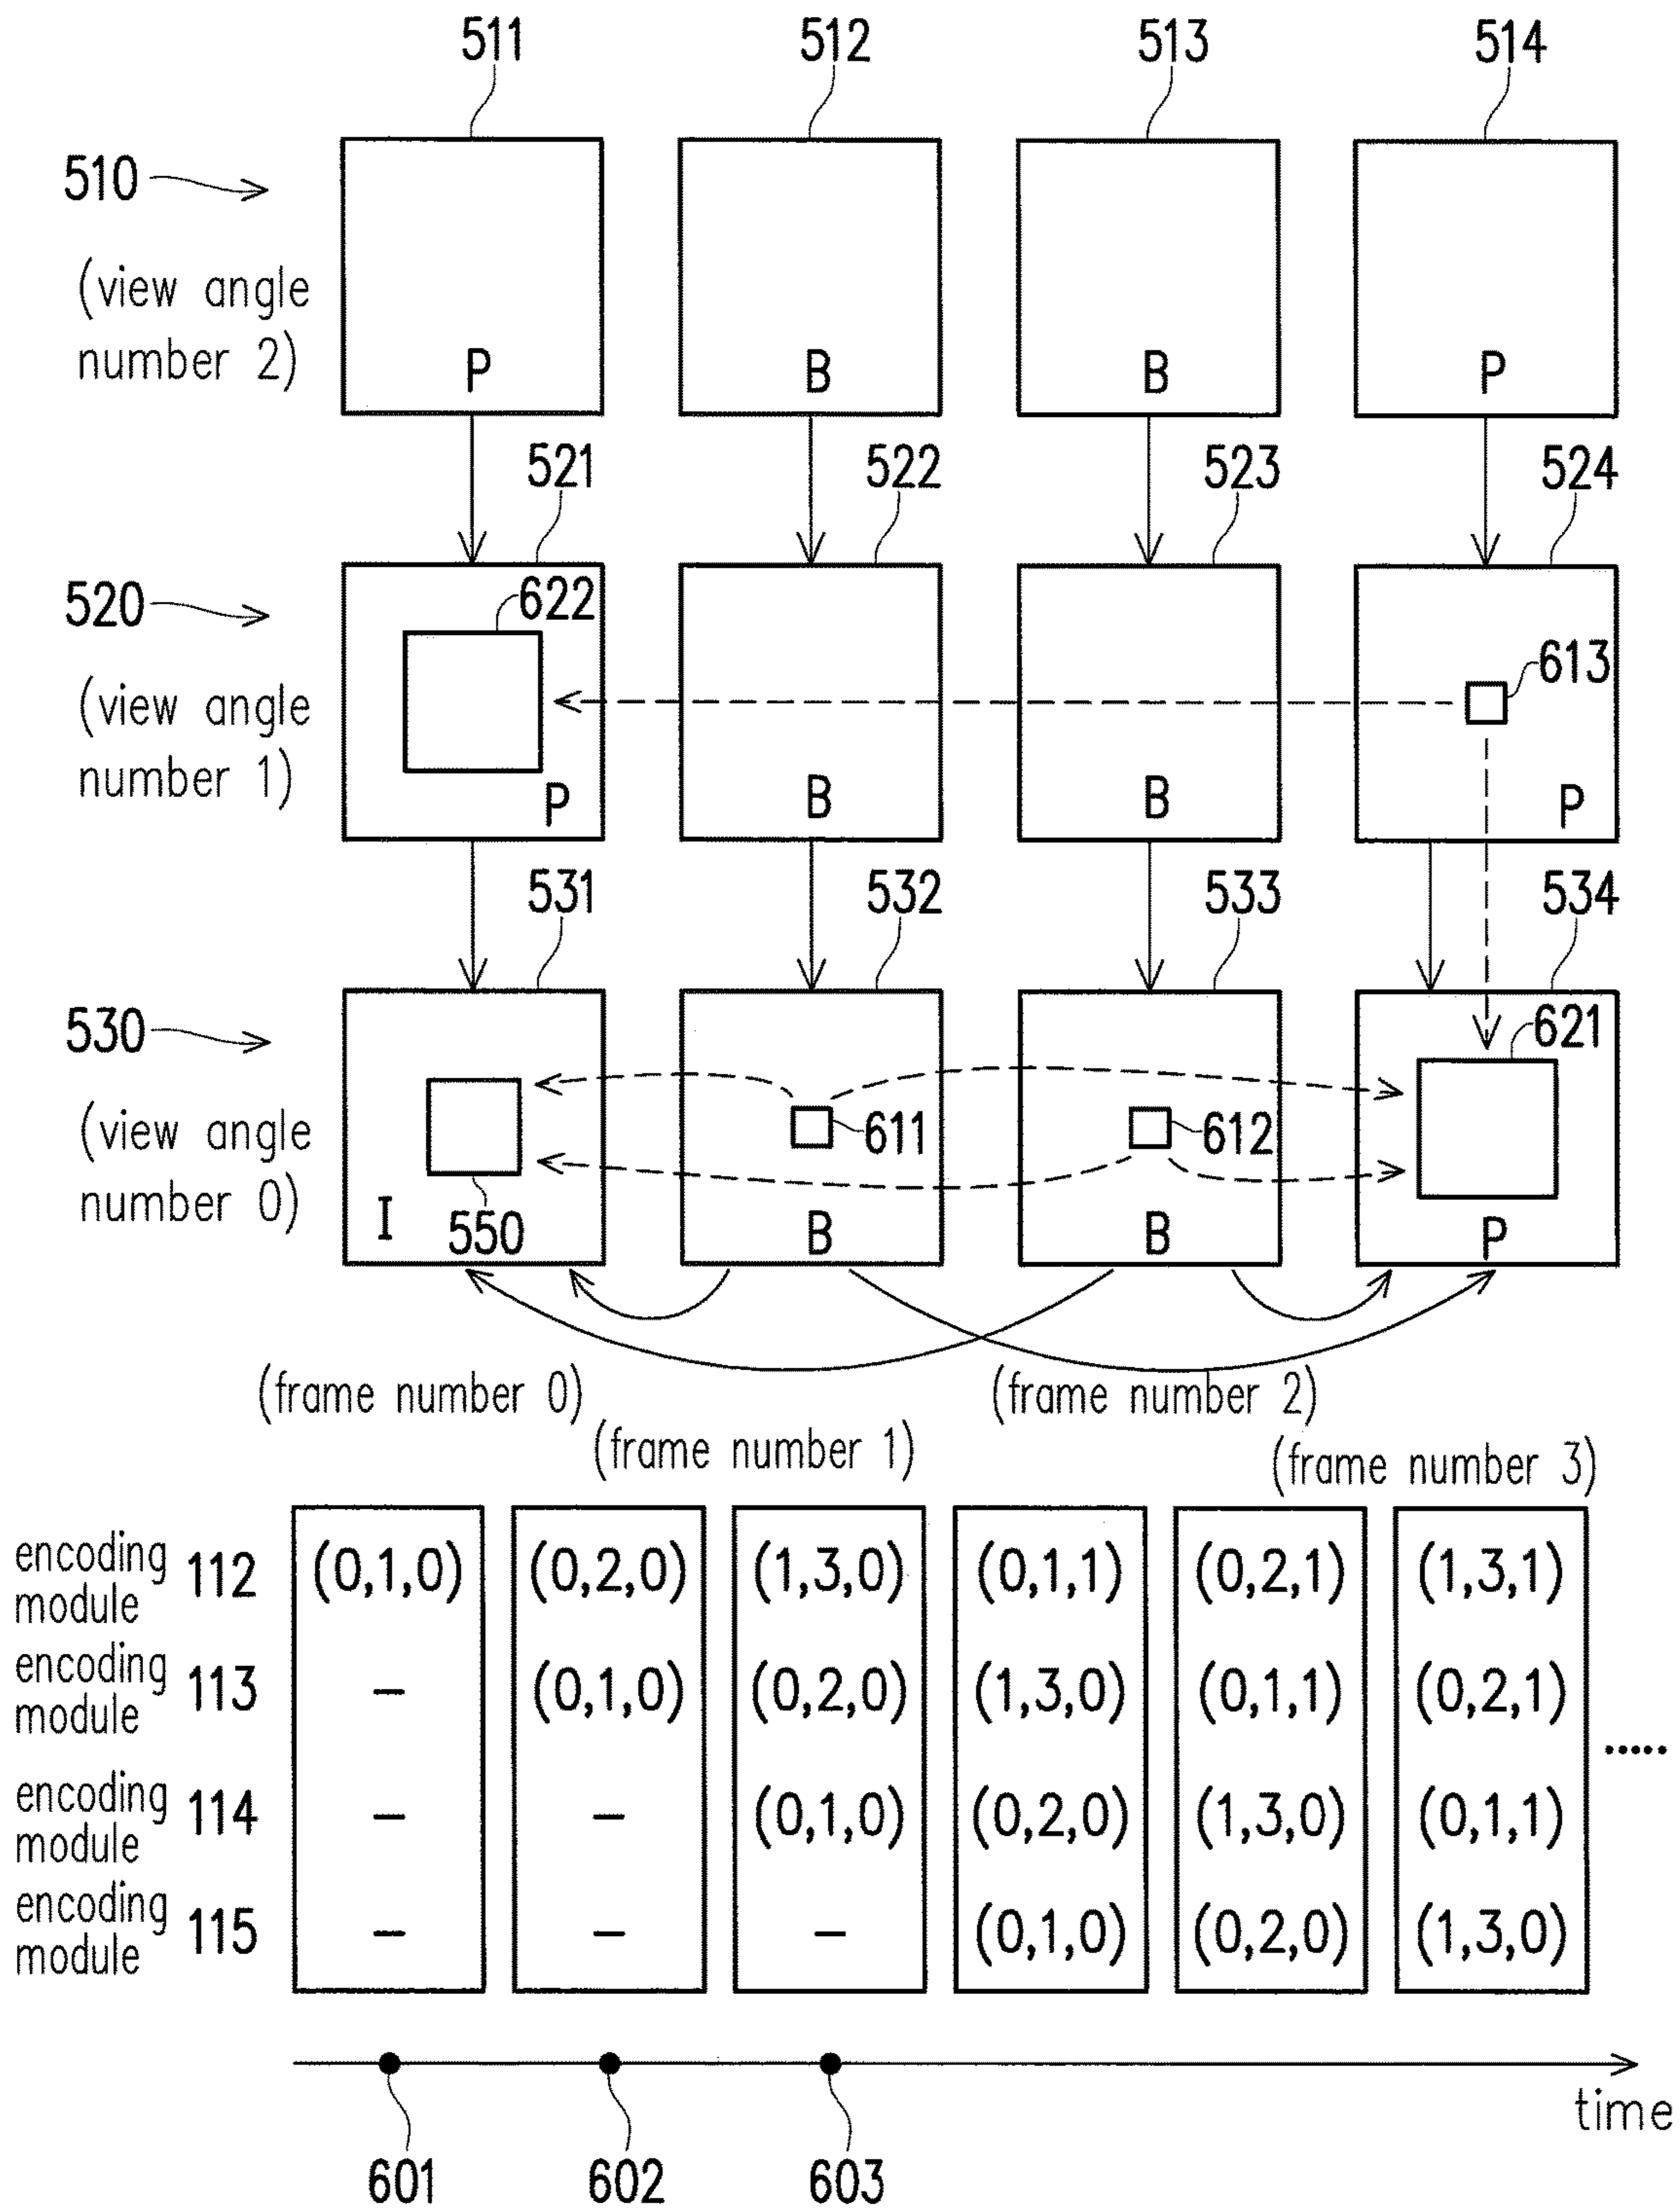 511 512 513 514
510
(view angle
number 2)
P B B P
521 522 523 524
520
622
613
(view angle
number 1)
P B B P
531 532 533 534
530
621
(view angle
number 0)
611 612
I 550 B B P
(frame number 0) (frame number 2)
(frame number 1) (frame number 3)
encoding
module 112 (0,1,0) (0,2,0) (1,3,0) (0,1,1) (0,2,1) (1,3,1)
encoding
module 113 – (0,1,0) (0,2,0) (1,3,0) (0,1,1) (0,2,1)
.....
encoding
module 114 – – (0,1,0) (0,2,0) (1,3,0) (0,1,1)
encoding
module 115 – – – (0,1,0) (0,2,0) (1,3,0)
time
601 602 603